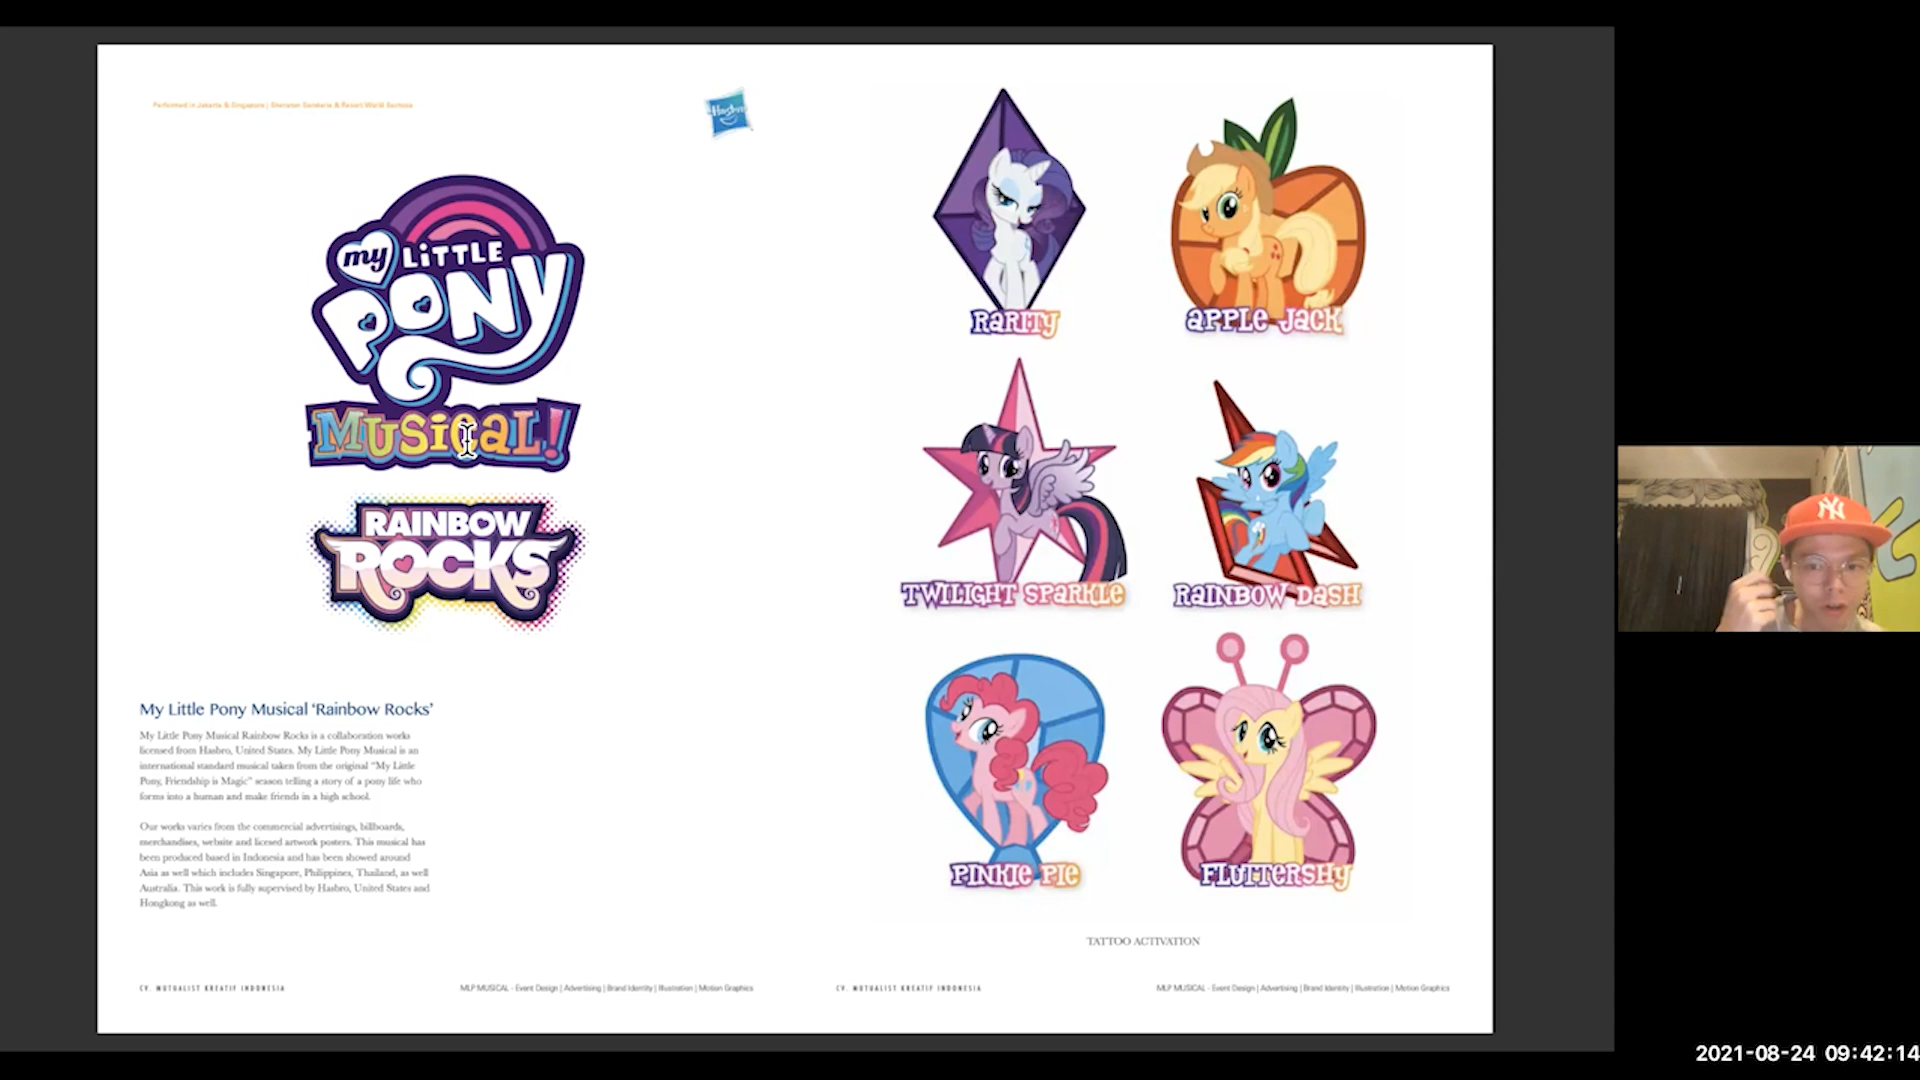 Performed in Jakarta & Singapore | Sheraton Bandara & Resort World Sentosa
Hasbro
my LiTTLE
PONY
MUSiCAL!
RAINBOW
ROCKS
My Little Pony Musical ‘Rainbow Rocks’
My Little Pony Musical Rainbow Rocks is a collaboration works
licensed from Hasbro, United States. My Little Pony Musical is an
international standard musical taken from the original “My Little
Pony, Friendship is Magic” season telling a story of a pony life who
forms into a human and make friends in a high school.
Our works varies from the commercial advertisings, billboards,
merchandises, website and licesed artwork posters. This musical has
been produced based in Indonesia and has been showed around
Asia as well which includes Singapore, Philippines, Thailand, as well
Australia. This work is fully supervised by Hasbro, United States and
Hongkong as well.
CV. MUTUALIST KREATIF INDONESIA
MLP MUSICAL - Event Design | Advertising | Brand Identity | Illustration | Motion Graphics
RARITY
APPLE JACK
TWILIGHT SPARKLE
RAINBOW DASH
PINKIE PIE
FLUTTERSHY
TATTOO ACTIVATION
CV. MUTUALIST KREATIF INDONESIA
MLP MUSICAL - Event Design | Advertising | Brand Identity | Illustration | Motion Graphics
NY
2021-08-24 09:42:14